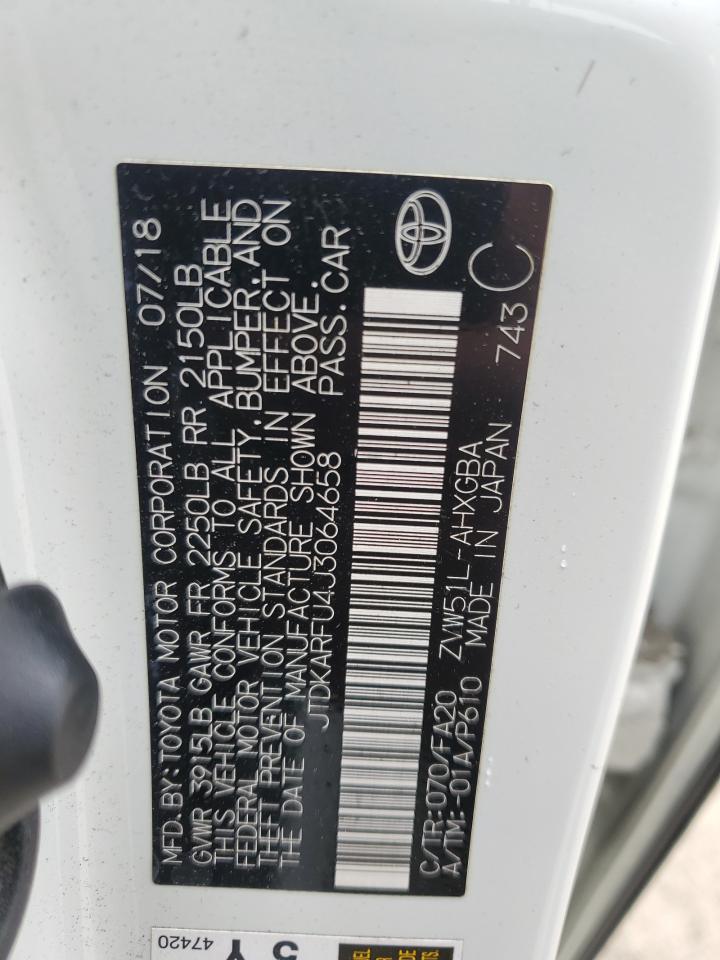 MFD.BY:TOYOTA MOTOR CORPORATION 07/18
GVWR 3915LB GAWR FR 2250LB RR 2150LB
THIS VEHICLE CONFORMS TO ALL APPLICABLE
FEDERAL MOTOR VEHICLE SAFETY,BUMPER,AND
THEFT PREVENTION STANDARDS IN EFFECT ON
THE DATE OF MANUFACTURE SHOWN ABOVE.
JTDKARFU4J3064658 PASS.CAR
C/TR:070/FA20 ZVW51L-AHXGBA
A/TM:-01A/P610 MADE IN JAPAN 743 C
47420
5 Y